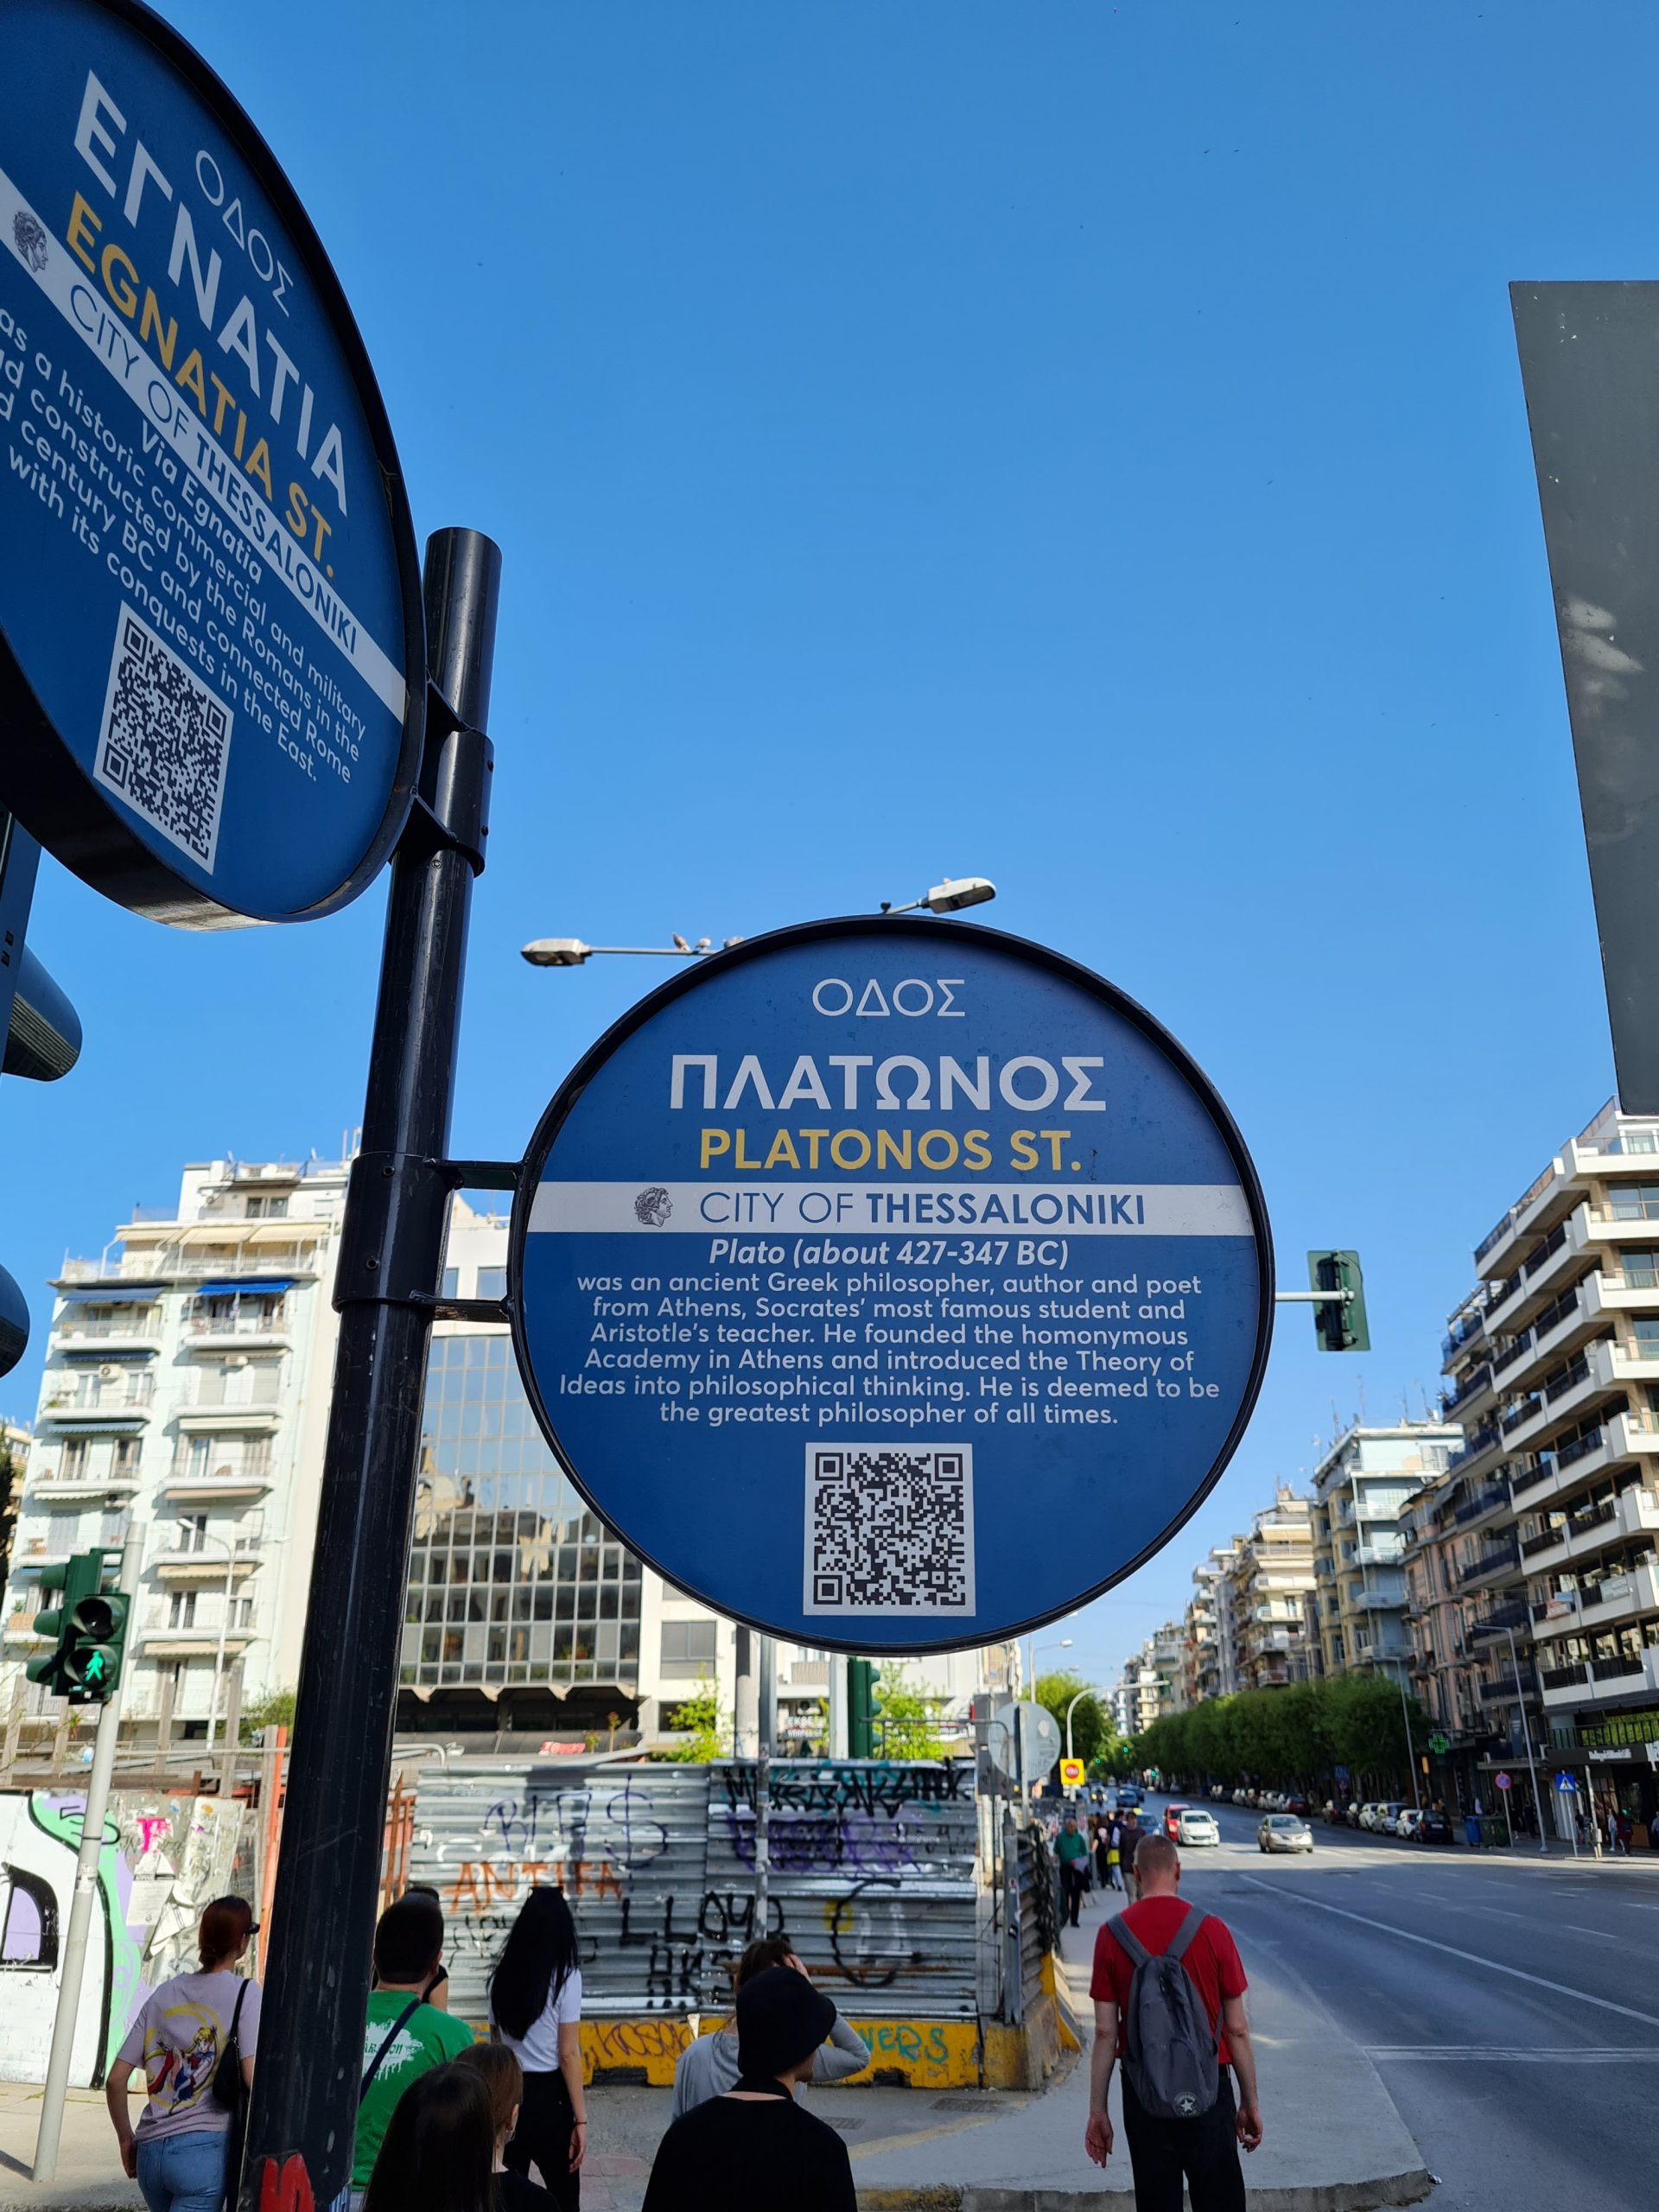 ΟΔΟΣ
ΕΓΝΑΤΙΑ
EGNATIA ST.
CITY OF THESSALONIKI
Via Egnatia
as a historic commercial and military
constructed by the Romans in the
century BC and connected Rome
with its conquests in the East.
ΟΔΟΣ
ΠΛΑΤΩΝΟΣ
PLATONOS ST.
CITY OF THESSALONIKI
Plato (about 427-347 BC)
was an ancient Greek philosopher, author and poet
from Athens, Socrates' most famous student and
Aristotle's teacher. He founded the homonymous
Academy in Athens and introduced the Theory of
Ideas into philosophical thinking. He is deemed to be
the greatest philosopher of all times.
ANTIFA